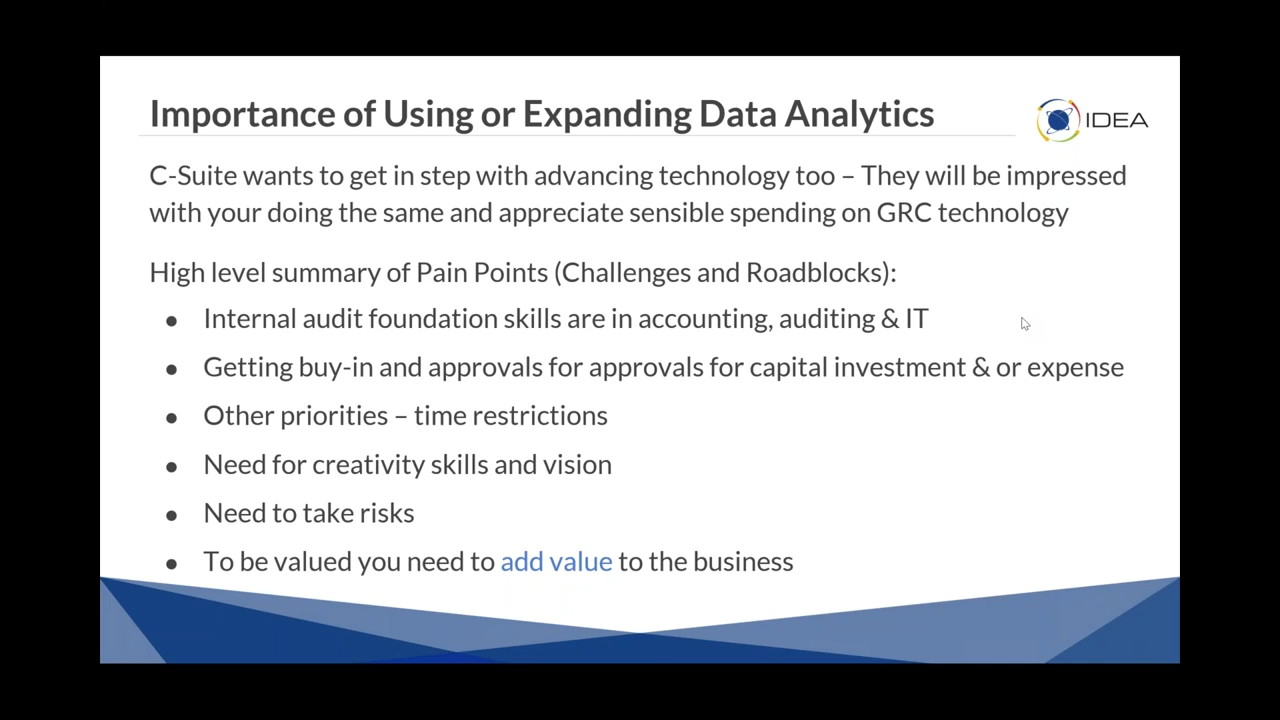 Importance of Using or Expanding Data Analytics
IDEA
C-Suite wants to get in step with advancing technology too – They will be impressed
with your doing the same and appreciate sensible spending on GRC technology
High level summary of Pain Points (Challenges and Roadblocks):
● Internal audit foundation skills are in accounting, auditing & IT
● Getting buy-in and approvals for approvals for capital investment & or expense
● Other priorities – time restrictions
● Need for creativity skills and vision
● Need to take risks
● To be valued you need to add value to the business